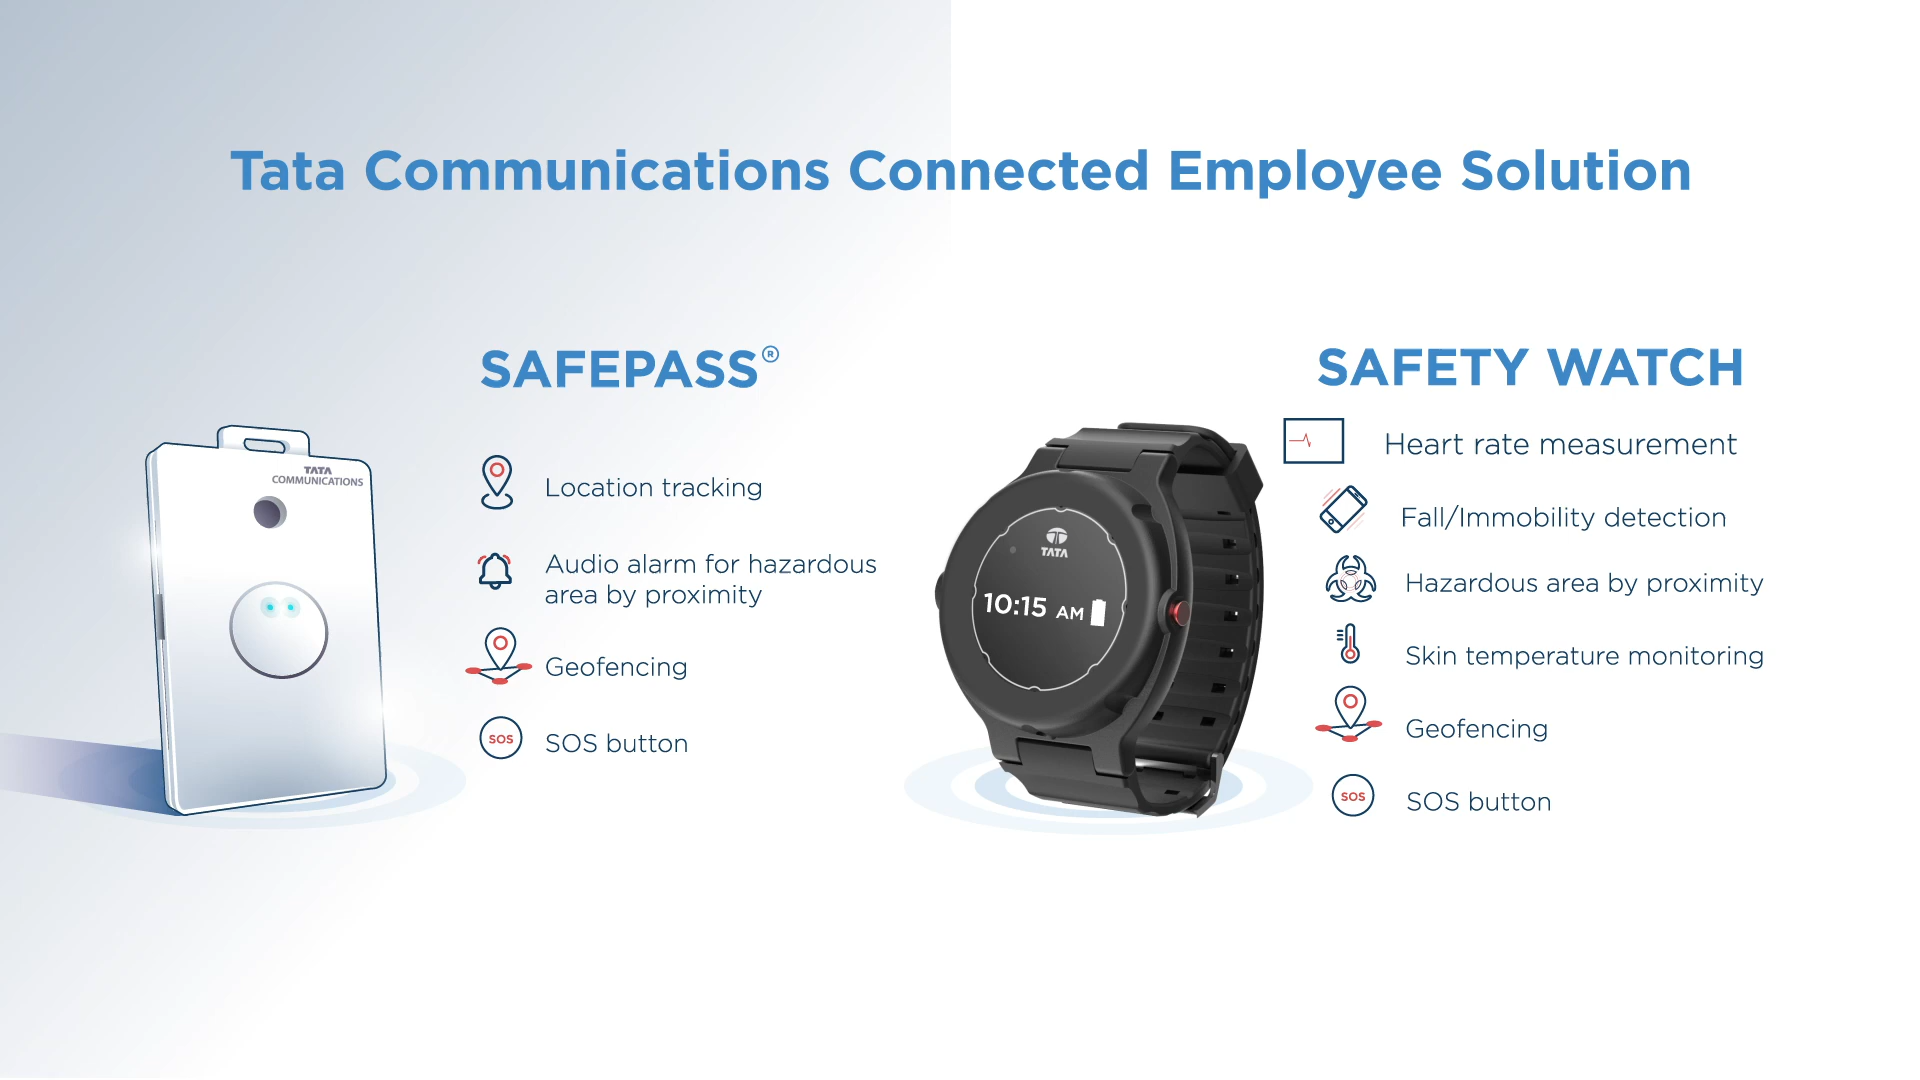 Tata Communications Connected Employee Solution
SAFEPASS®
TATA
COMMUNICATIONS
Location tracking
Audio alarm for hazardous
area by proximity
Geofencing
SOS
SOS button
SAFETY WATCH
TATA
10:15 AM
Heart rate measurement
Fall/Immobility detection
Hazardous area by proximity
Skin temperature monitoring
Geofencing
SOS
SOS button